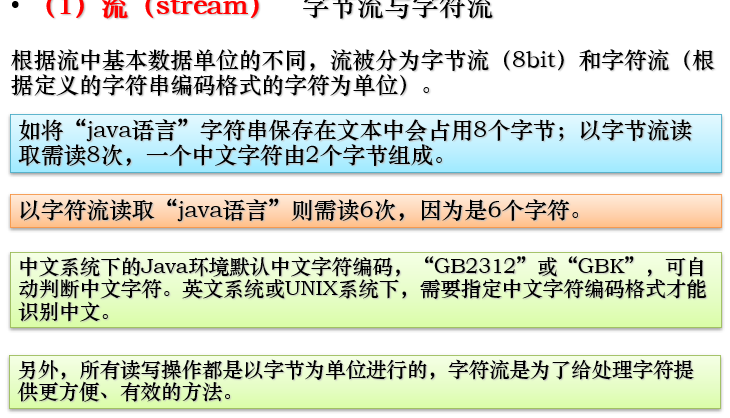 • （1）流（stream） 字节流与字符流
根据流中基本数据单位的不同，流被分为字节流（8bit）和字符流（根
据定义的字符串编码格式的字符为单位）。
如将“java语言”字符串保存在文本中会占用8个字节；以字节流读
取需读8次，一个中文字符由2个字节组成。
以字符流读取“java语言”则需读6次，因为是6个字符。
中文系统下的Java环境默认中文字符编码，“GB2312”或“GBK”，可自
动判断中文字符。英文系统或UNIX系统下，需要指定中文字符编码格式才能
识别中文。
另外，所有读写操作都是以字节为单位进行的，字符流是为了给处理字符提
供更方便、有效的方法。